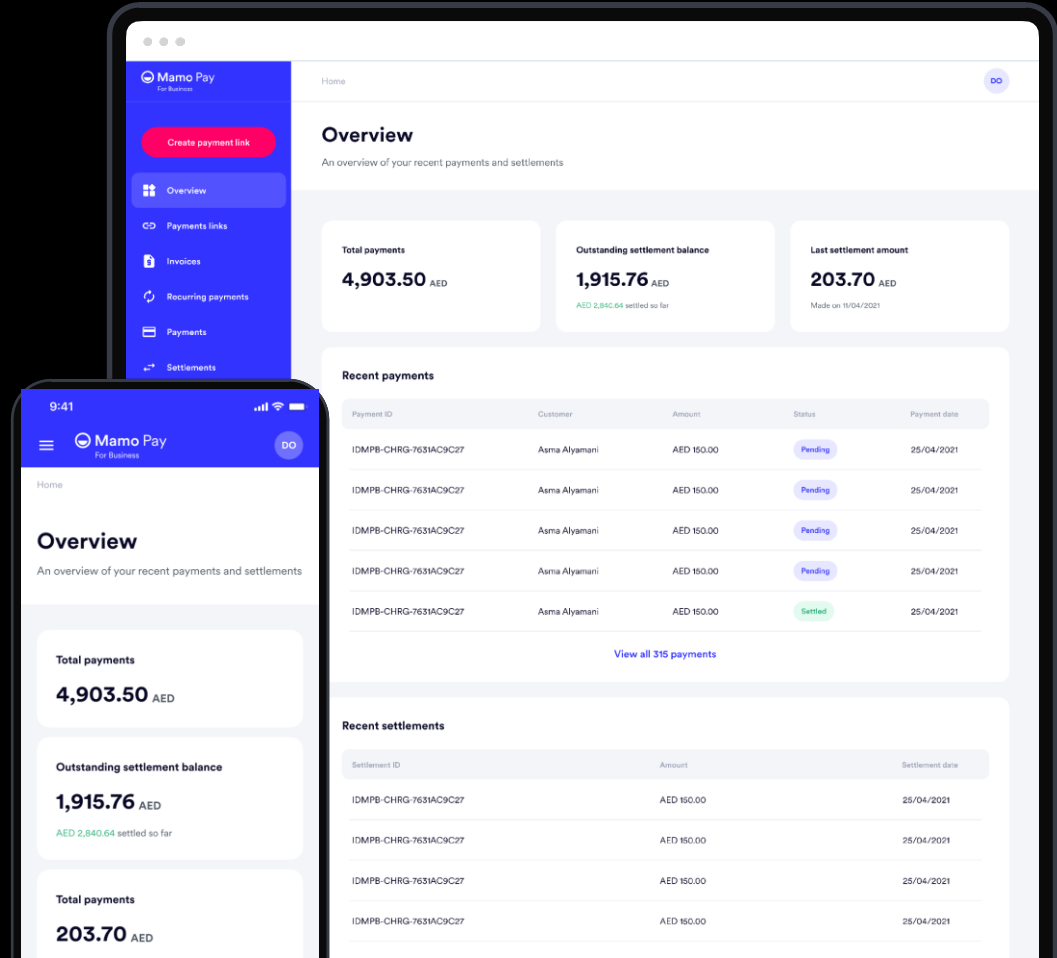 Mamo Pay
For Business
Create payment link
Overview
Payments links
Invoices
Recurring payments
Payments
Settlements
Home
DO
Overview
An overview of your recent payments and settlements
Total payments
4,903.50 AED
Outstanding settlement balance
1,915.76 AED
AED 2,840.64 settled so far
Last settlement amount
203.70 AED
Made on 11/04/2021
Recent payments
Payment ID Customer Amount Status Payment date
IDMPB-CHRG-7631AC9C27 Asma Alyamani AED 150.00 Pending 25/04/2021
IDMPB-CHRG-7631AC9C27 Asma Alyamani AED 150.00 Pending 25/04/2021
IDMPB-CHRG-7631AC9C27 Asma Alyamani AED 150.00 Pending 25/04/2021
IDMPB-CHRG-7631AC9C27 Asma Alyamani AED 150.00 Pending 25/04/2021
IDMPB-CHRG-7631AC9C27 Asma Alyamani AED 150.00 Settled 25/04/2021
View all 315 payments
Recent settlements
Settlement ID Amount Settlement date
IDMPB-CHRG-7631AC9C27 AED 150.00 25/04/2021
IDMPB-CHRG-7631AC9C27 AED 150.00 25/04/2021
IDMPB-CHRG-7631AC9C27 AED 150.00 25/04/2021
IDMPB-CHRG-7631AC9C27 AED 150.00 25/04/2021
9:41
Mamo Pay
For Business
DO
Home
Overview
An overview of your recent payments and settlements
Total payments
4,903.50 AED
Outstanding settlement balance
1,915.76 AED
AED 2,840.64 settled so far
Total payments
203.70 AED